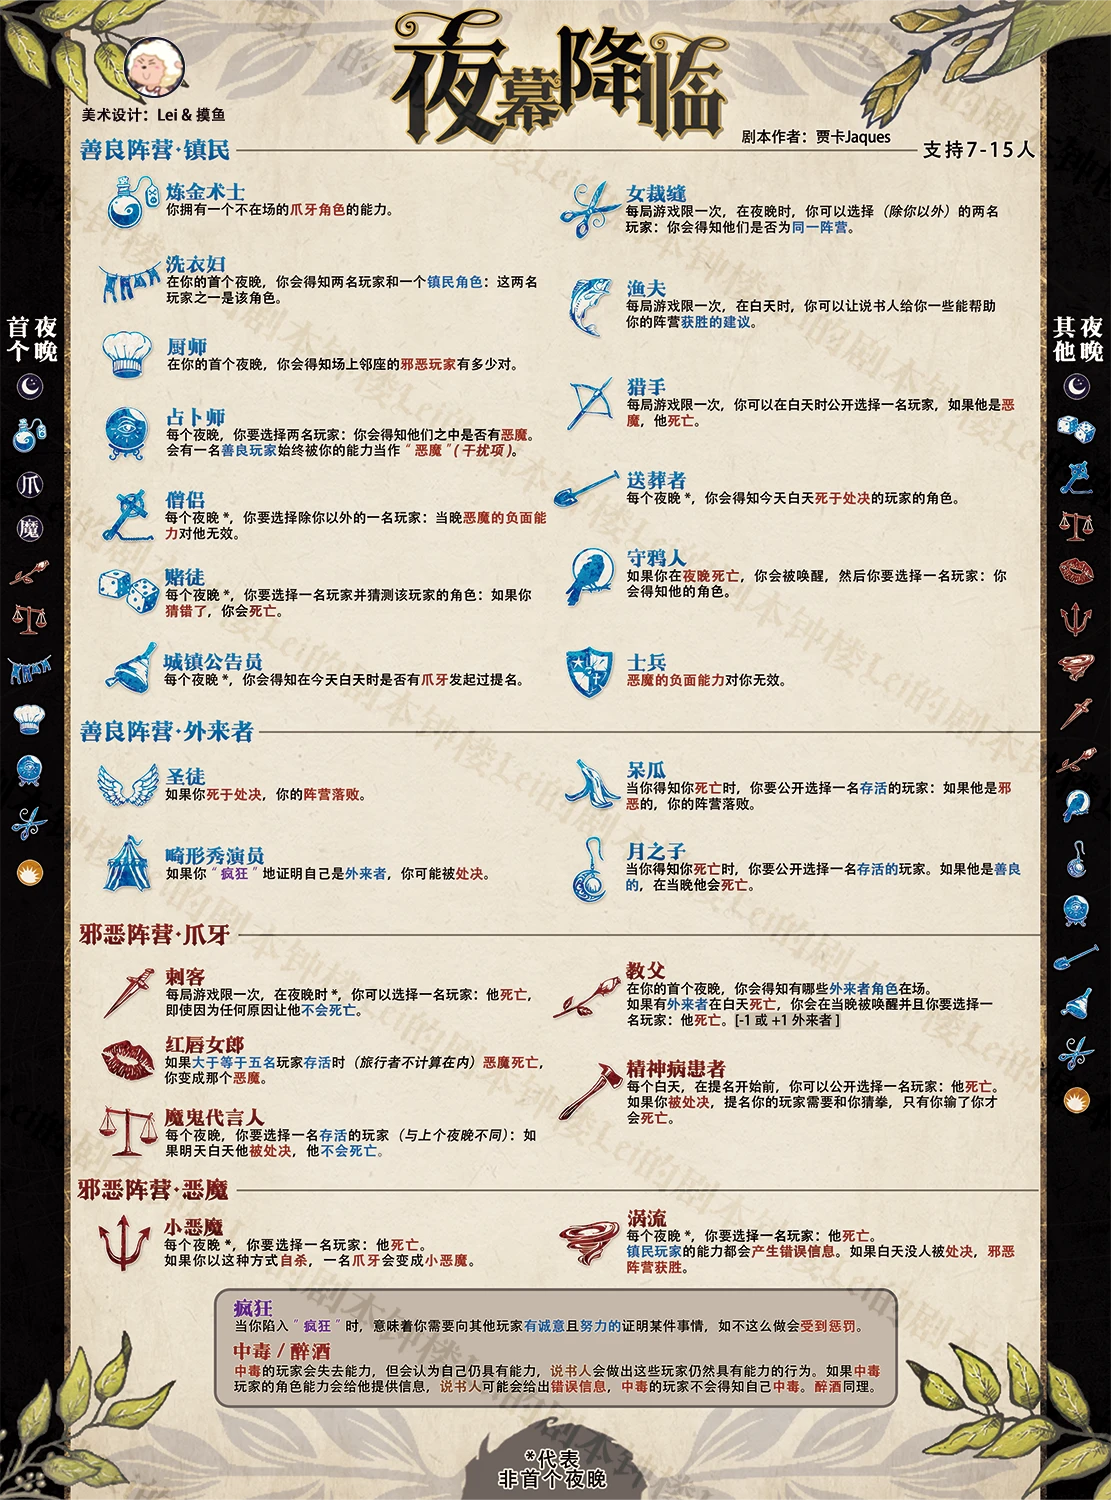 夜幕降临
美术设计：Lei & 摸鱼
剧本作者：贾卡Jaques
善良阵营·镇民
支持7-15人
炼金术士
你拥有一个不在场的爪牙角色的能力。
洗衣妇
在你的首个夜晚，你会得知两名玩家和一个镇民角色：这两名
玩家之一是该角色。
厨师
在你的首个夜晚，你会得知场上邻座的邪恶玩家有多少对。
占卜师
每个夜晚，你要选择两名玩家：你会得知他们之中是否有恶魔。
会有一名善良玩家始终被你的能力当作“恶魔”(干扰项)。
僧侣
每个夜晚*，你要选择除你以外的一名玩家：当晚恶魔的负面能
力对他无效。
赌徒
每个夜晚*，你要选择一名玩家并猜测该玩家的角色：如果你
猜错了，你会死亡。
城镇公告员
每个夜晚*，你会得知在今天白天时是否有爪牙发起过提名。
女裁缝
每局游戏限一次，在夜晚时，你可以选择（除你以外）的两名
玩家：你会得知他们是否为同一阵营。
渔夫
每局游戏限一次，在白天时，你可以让说书人给你一些能帮助
你的阵营获胜的建议。
猎手
每局游戏限一次，你可以在白天时公开选择一名玩家，如果他是恶
魔，他死亡。
送葬者
每个夜晚*，你会得知今天白天死于处决的玩家的角色。
守鸦人
如果你在夜晚死亡，你会被唤醒，然后你要选择一名玩家：你
会得知他的角色。
士兵
恶魔的负面能力对你无效。
善良阵营·外来者
圣徒
如果你死于处决，你的阵营落败。
畸形秀演员
如果你“疯狂”地证明自己是外来者，你可能被处决。
呆瓜
当你得知你死亡时，你要公开选择一名存活的玩家：如果他是邪
恶的，你的阵营落败。
月之子
当你得知你死亡时，你要公开选择一名存活的玩家。如果他是善良
的，在当晚他会死亡。
邪恶阵营·爪牙
刺客
每局游戏限一次，在夜晚时*，你可以选择一名玩家：他死亡，
即使因为任何原因让他不会死亡。
红唇女郎
如果大于等于五名玩家存活时（旅行者不计算在内）恶魔死亡，
你变成那个恶魔。
魔鬼代言人
每个夜晚，你要选择一名存活的玩家（与上个夜晚不同）：如
果明天白天他被处决，他不会死亡。
教父
在你的首个夜晚，你会得知有哪些外来者角色在场。
如果有外来者在白天死亡，你会在当晚被唤醒并且你要选择一
名玩家：他死亡。[-1 或 +1 外来者]
精神病患者
每个白天，在提名开始前，你可以公开选择一名玩家：他死亡。
如果你被处决，提名你的玩家需要和你猜拳，只有你输了你才
会死亡。
邪恶阵营·恶魔
小恶魔
每个夜晚*，你要选择一名玩家：他死亡。
如果你以这种方式自杀，一名爪牙会变成小恶魔。
涡流
每个夜晚*，你要选择一名玩家：他死亡。
镇民玩家的能力都会产生错误信息。如果白天没人被处决，邪恶
阵营获胜。
疯狂
当你陷入“疯狂”时，意味着你需要向其他玩家有诚意且努力的证明某件事情，如不这么做会受到惩罚。
中毒 / 醉酒
中毒的玩家会失去能力，但会认为自己仍具有能力，说书人会做出这些玩家仍然具有能力的行为。如果中毒
玩家的角色能力会给他提供信息，说书人可能会给出错误信息，中毒的玩家不会得知自己中毒。醉酒同理。
*代表
非首个夜晚
首个夜晚
爪
魔
其他夜晚